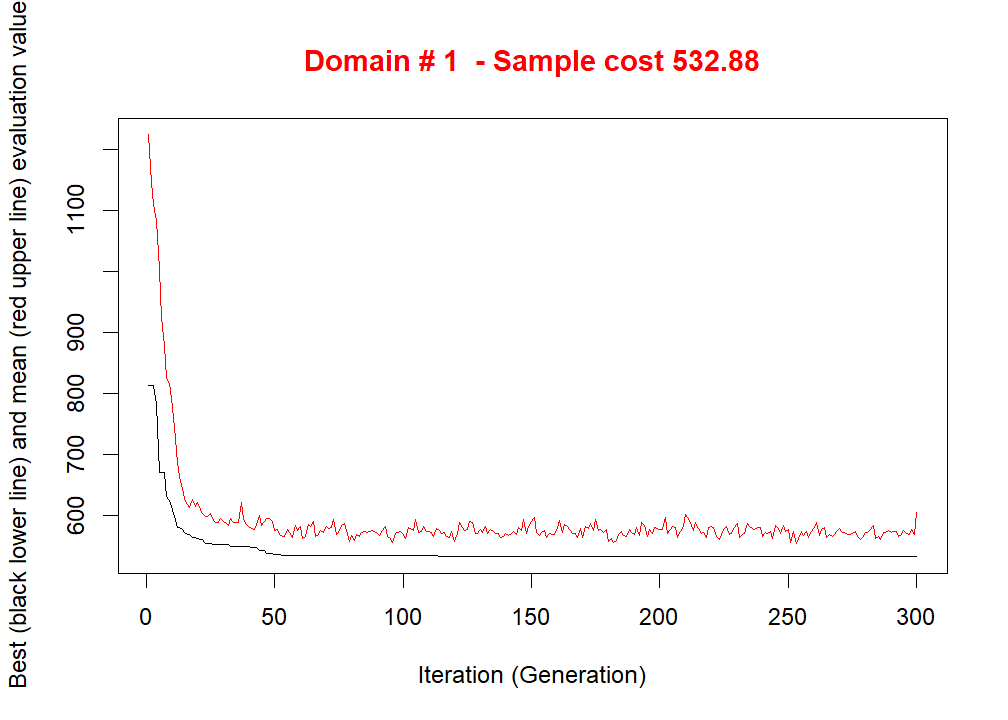 Domain # 1  - Sample cost 532.88
Best (black lower line) and mean (red upper line) evaluation value
1100
900
800
700
600
0 50 100 150 200 250 300
Iteration (Generation)